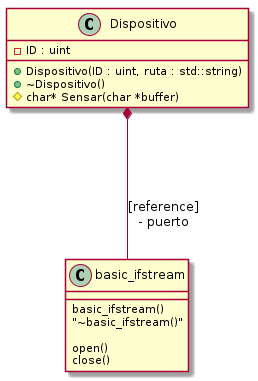 C Dispositivo
ID : uint
Dispositivo(ID : uint, ruta : std::string)
~Dispositivo()
char* Sensar(char *buffer)
[reference]
- puerto
C basic_ifstream
basic_ifstream()
"~basic_ifstream()"
open()
close()